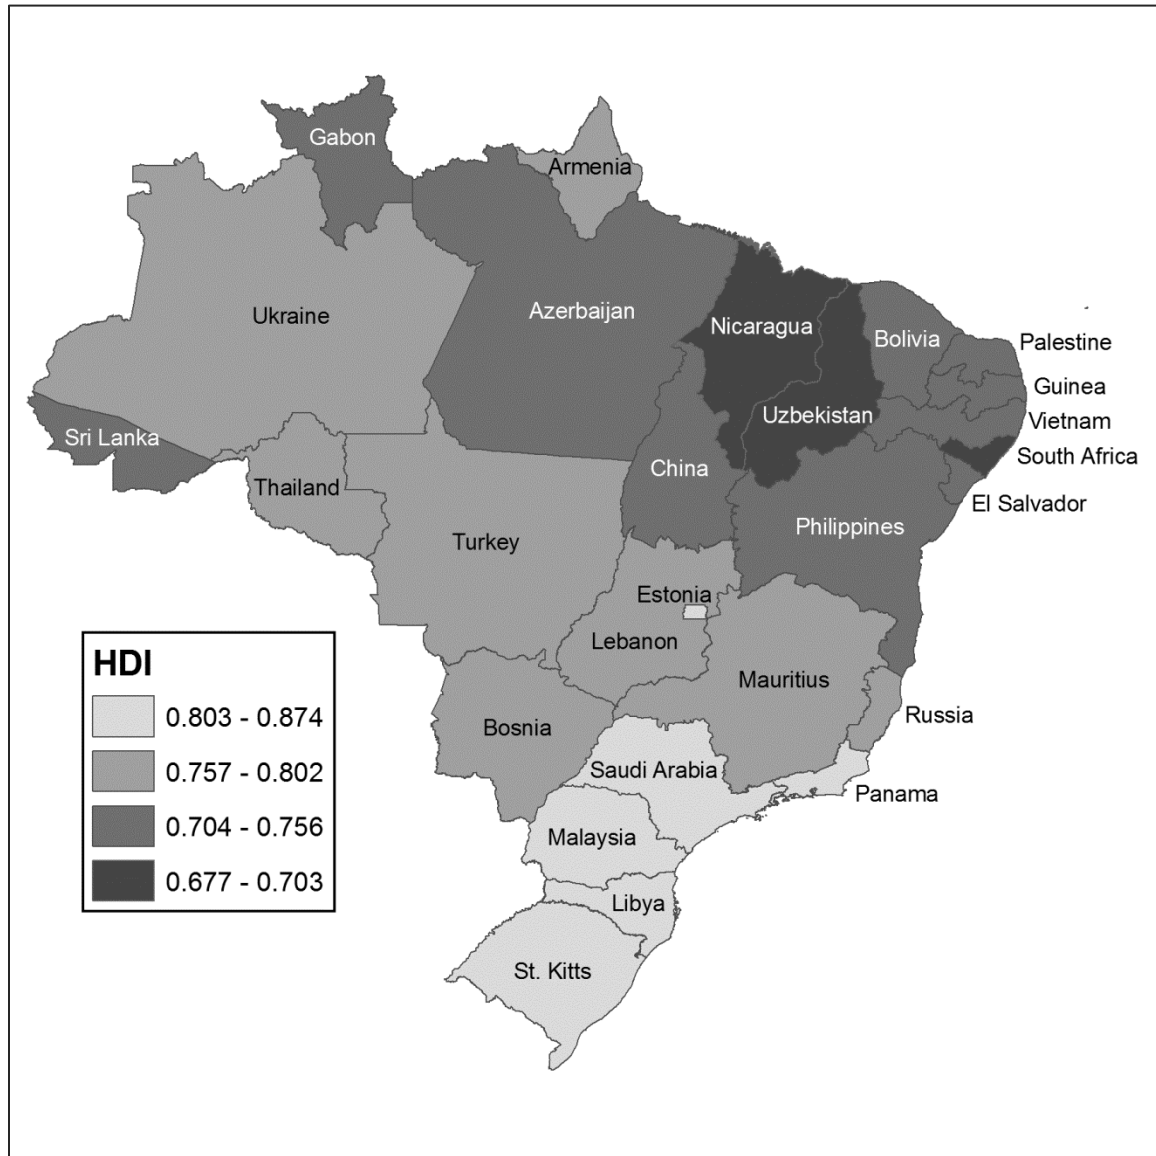 Gabon
Armenia
Ukraine
Azerbaijan
Nicaragua
Bolivia
Palestine
Guinea
Uzbekistan
Vietnam
Sri Lanka
South Africa
China
Thailand
El Salvador
Philippines
Turkey
Estonia
Lebanon
Mauritius
Bosnia
Russia
Saudi Arabia
Panama
Malaysia
Libya
St. Kitts
HDI
0.803 - 0.874
0.757 - 0.802
0.704 - 0.756
0.677 - 0.703